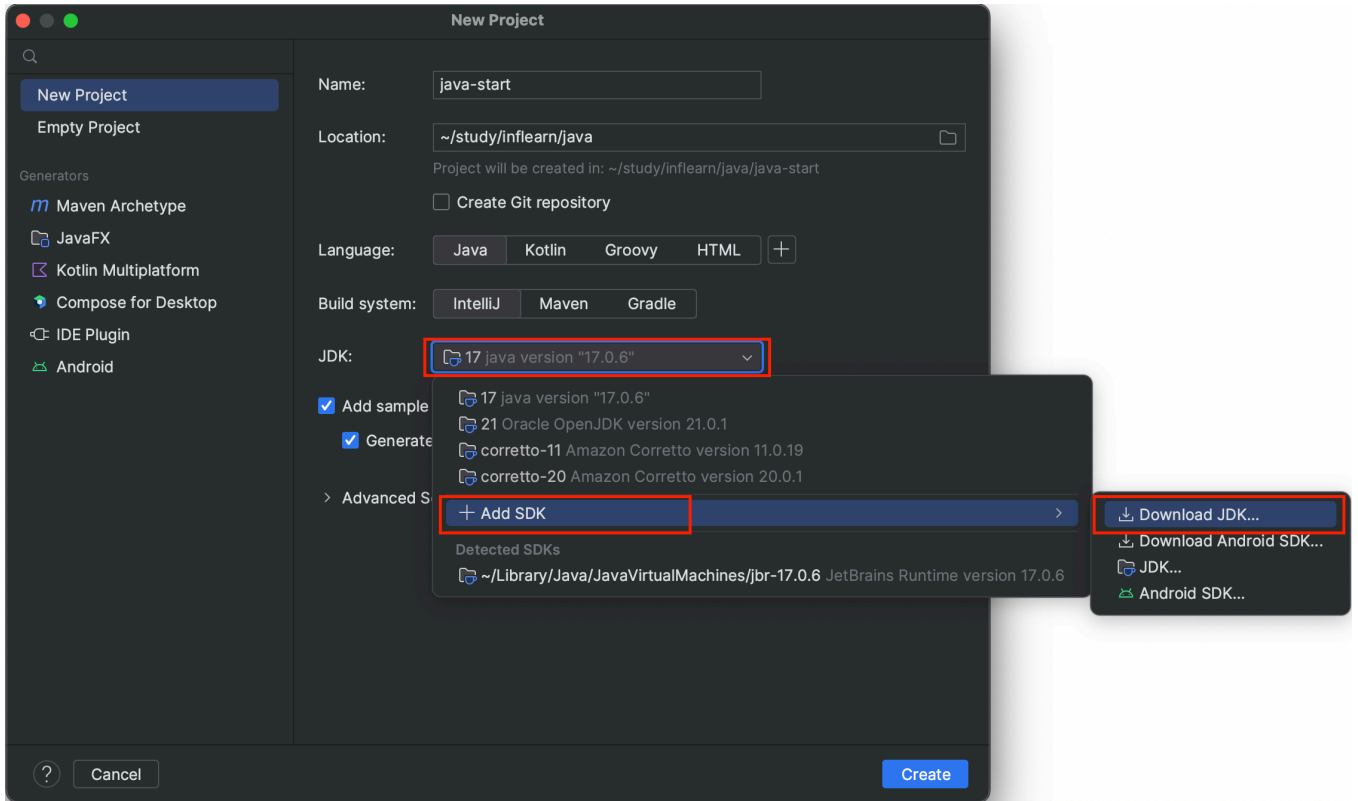 New Project
New Project
Empty Project
Generators
Maven Archetype
JavaFX
Kotlin Multiplatform
Compose for Desktop
IDE Plugin
Android
Name: java-start
Location: ~/study/inflearn/java
Project will be created in: ~/study/inflearn/java/java-start
Create Git repository
Language: Java Kotlin Groovy HTML
Build system: IntelliJ Maven Gradle
JDK: 17 java version "17.0.6"
17 java version "17.0.6"
Add sample
21 Oracle OpenJDK version 21.0.1
Generate
corretto-11 Amazon Corretto version 11.0.19
corretto-20 Amazon Corretto version 20.0.1
Advanced S
+ Add SDK
Detected SDKs
~/Library/Java/JavaVirtualMachines/jbr-17.0.6 JetBrains Runtime version 17.0.6
Download JDK...
Download Android SDK...
JDK...
Android SDK...
? Cancel Create